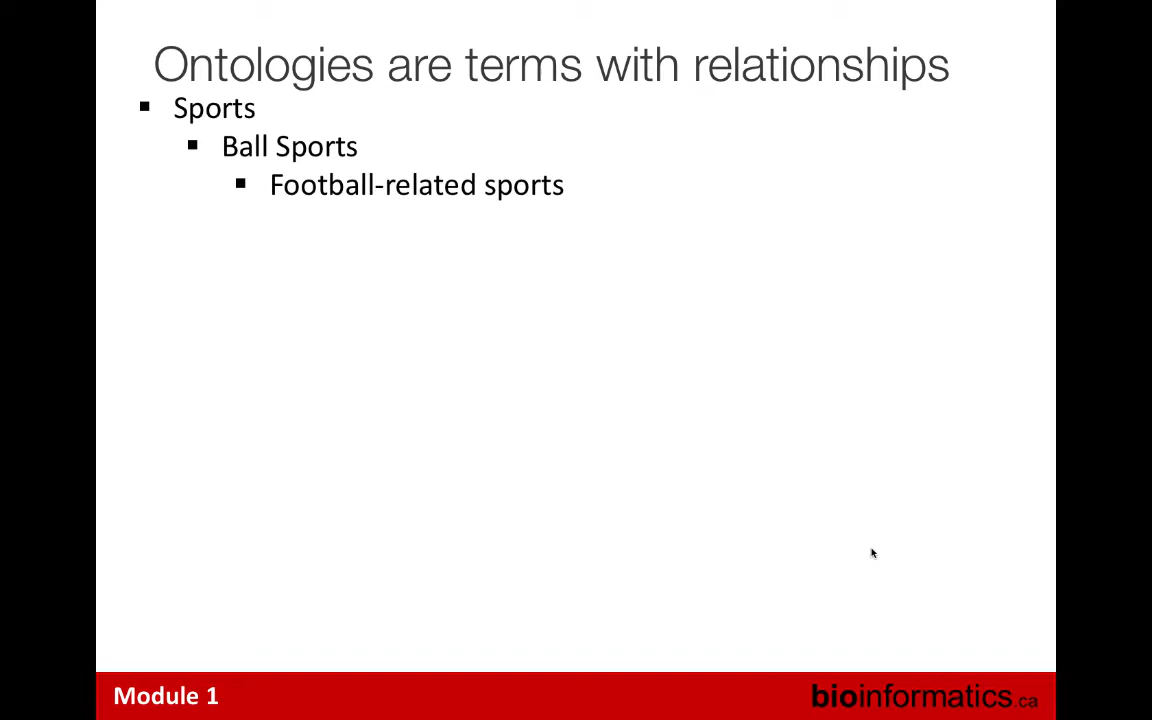 Ontologies are terms with relationships
▪ Sports
▪ Ball Sports
▪ Football-related sports
Module 1
bioinformatics.ca